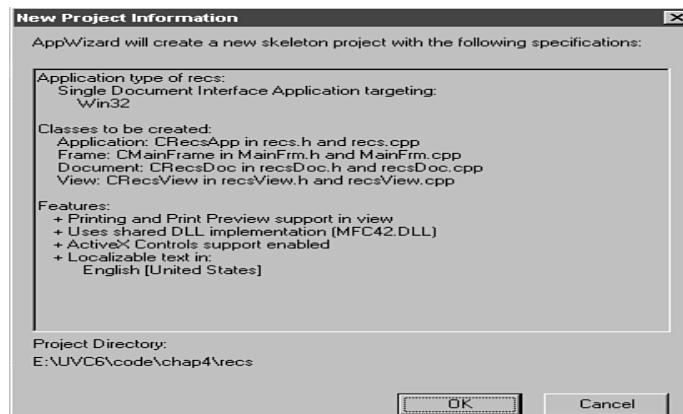 New Project Information
AppWizard will create a new skeleton project with the following specifications:
Application type of recs:
Single Document Interface Application targeting:
Win32
Classes to be created:
Application: CRecsApp in recs.h and recs.cpp
Frame: CMainFrame in MainFrm.h and MainFrm.cpp
Document: CRecsDoc in recsDoc.h and recsDoc.cpp
View: CRecsView in recsView.h and recsView.cpp
Features:
+ Printing and Print Preview support in view
+ Uses shared DLL implementation (MFC42.DLL)
+ ActiveX Controls support enabled
+ Localizable text in:
English [United States]
Project Directory:
E:\UVC6\code\chap4\recs
OK Cancel